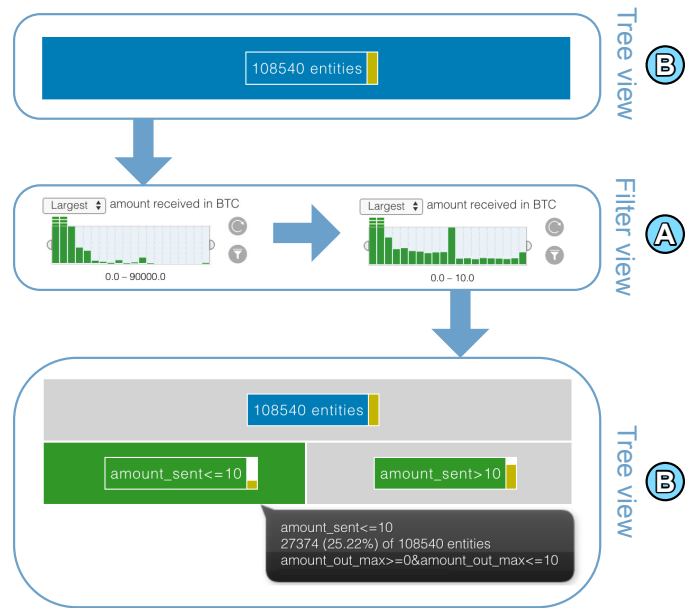 108540 entities
Tree view
B
Largest amount received in BTC
0.0 – 90000.0
Largest amount received in BTC
0.0 – 10.0
Filter view
A
108540 entities
amount_sent<=10
amount_sent>10
amount_sent<=10
27374 (25.22%) of 108540 entities
amount_out_max>=0&amount_out_max<=10
Tree view
B